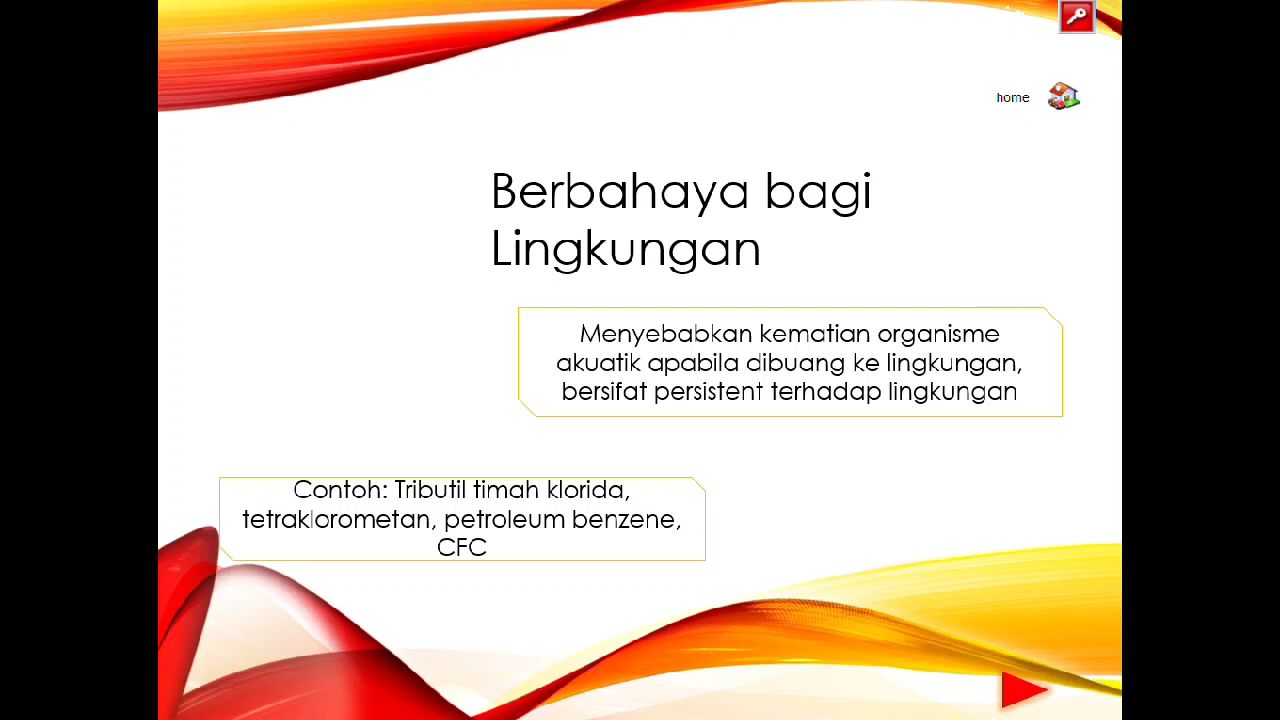 home
Berbahaya bagi
Lingkungan
Menyebabkan kematian organisme
akuatik apabila dibuang ke lingkungan,
bersifat persistent terhadap lingkungan
Contoh: Tributil timah klorida,
tetraklorometan, petroleum benzene,
CFC